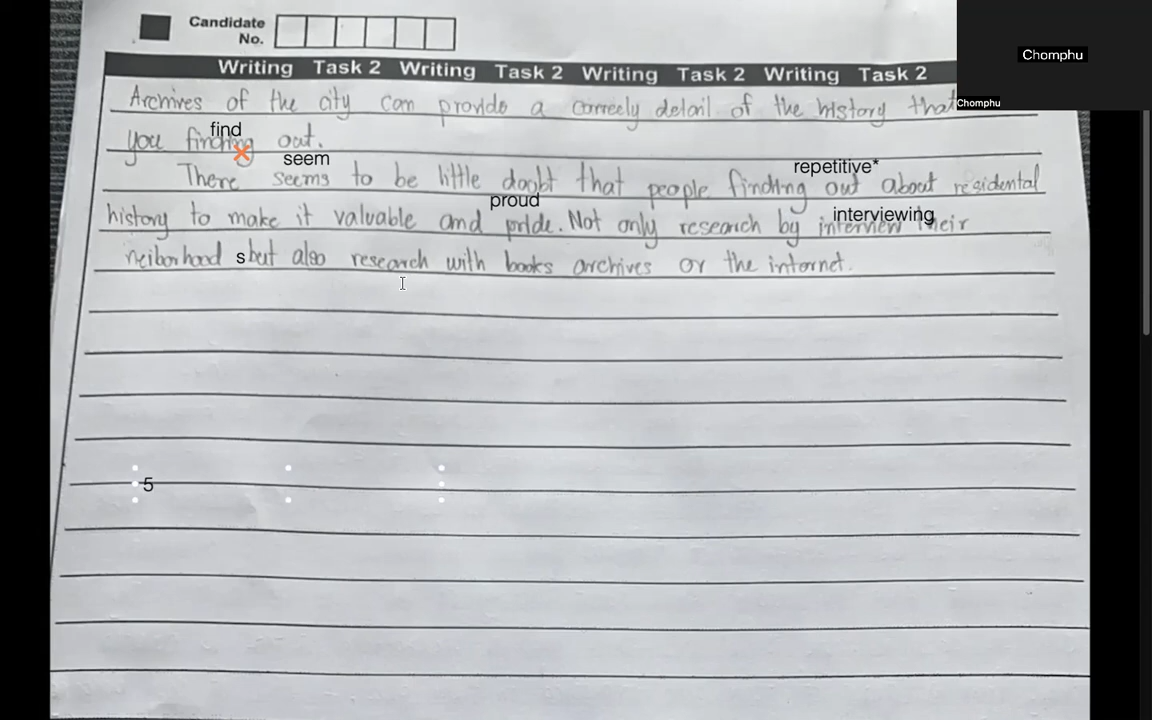 Candidate
No.
Chomphu
Writing Task 2 Writing Task 2 Writing Task 2 Writing Task 2
Chomphu
Archives of the city can provide a correcly detail of the history that
find
you finding out.
seem
repetitive*
There seems to be little doubt that people finding out about residental
proud
history to make it valuable and pride. Not only research by interview their
interviewing
neiborhood s but also research with books archives or the internet.
5